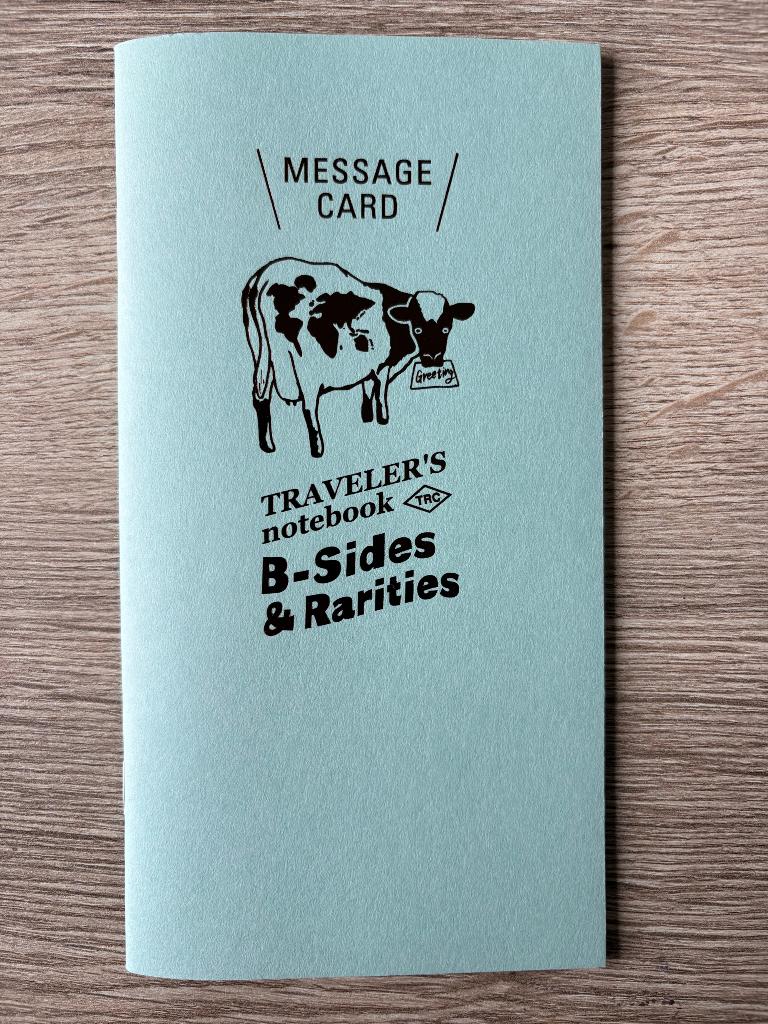 MESSAGE
CARD
Greeting
TRAVELER'S
notebook TRC
B-Sides
& Rarities